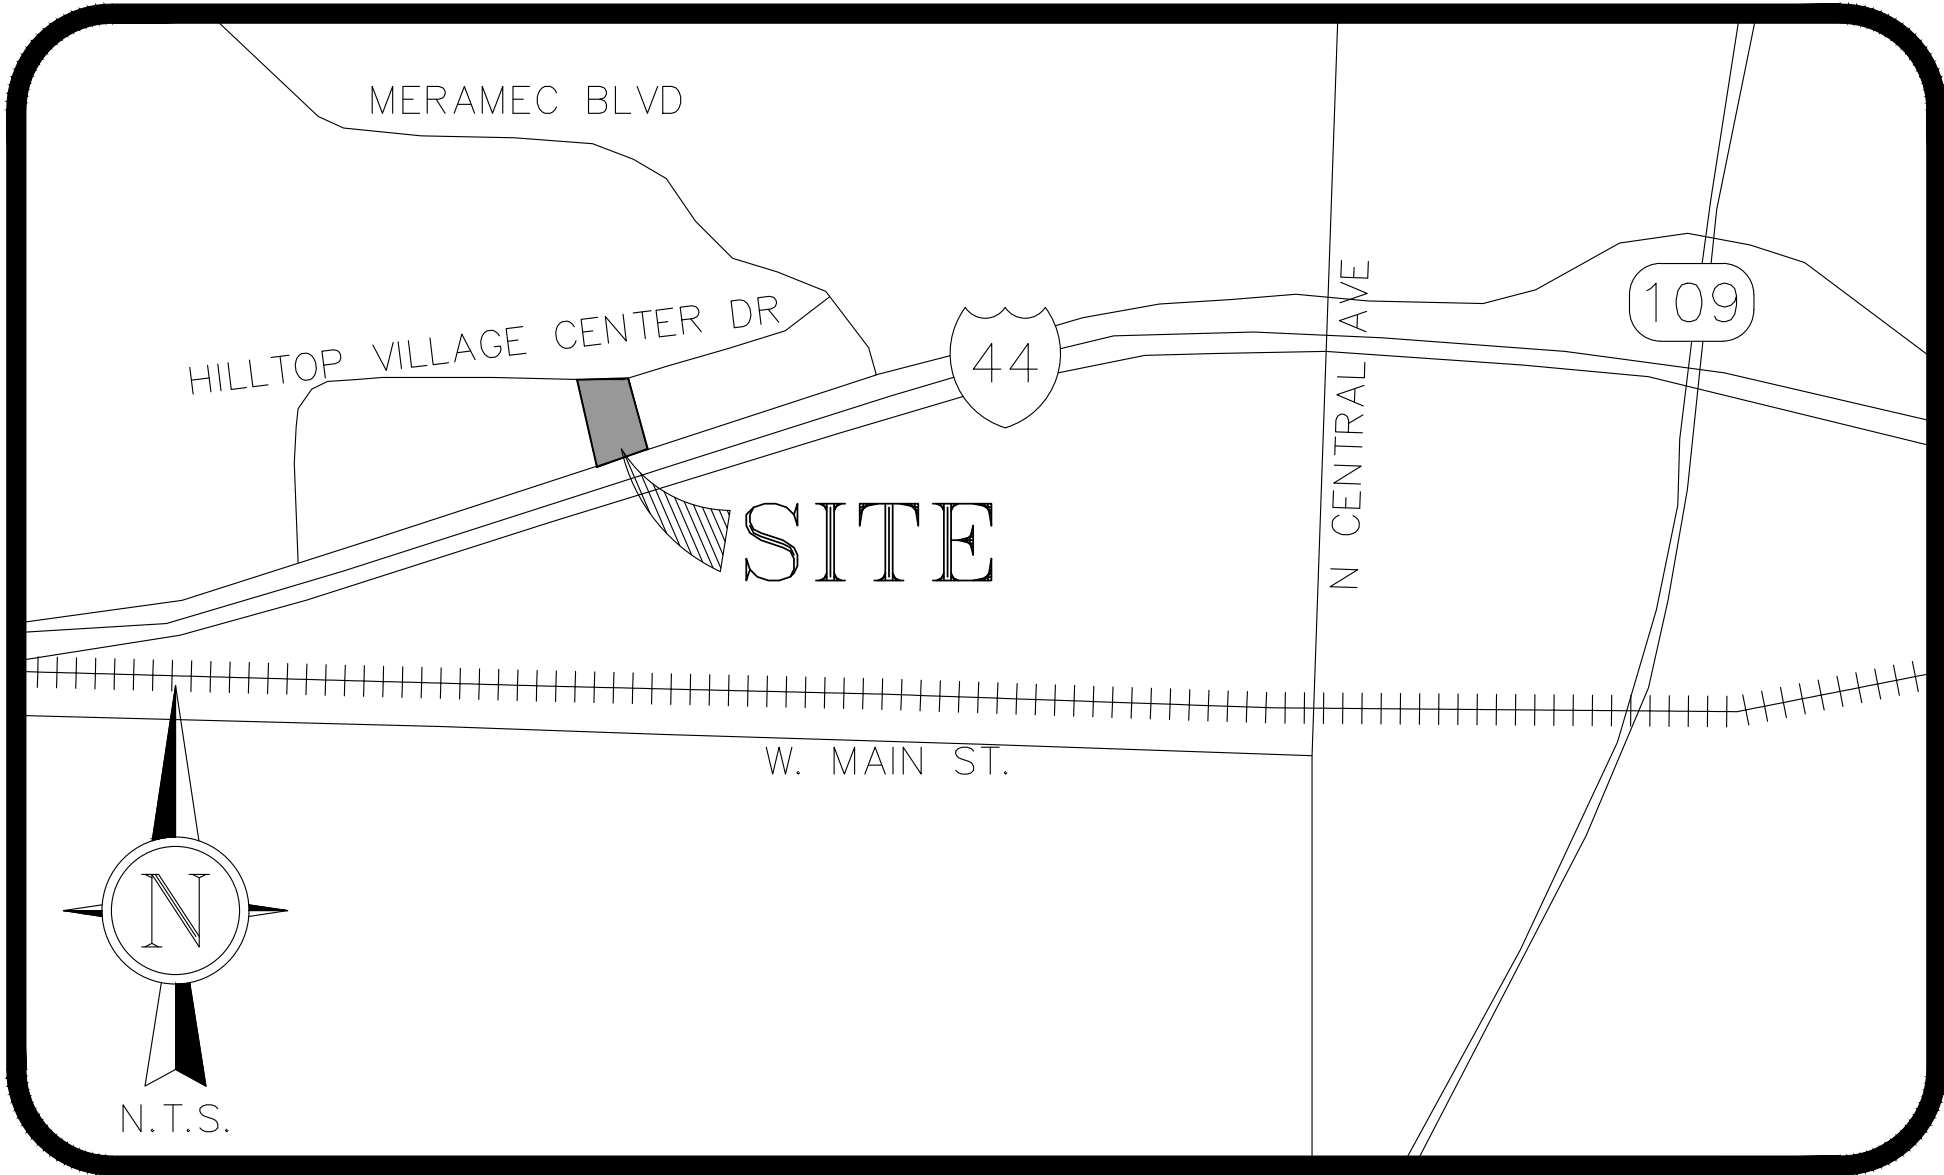 MERAMEC BLVD
HILLTOP VILLAGE CENTER DR
44
109
N CENTRAL AVE
SITE
W. MAIN ST.
N
N.T.S.